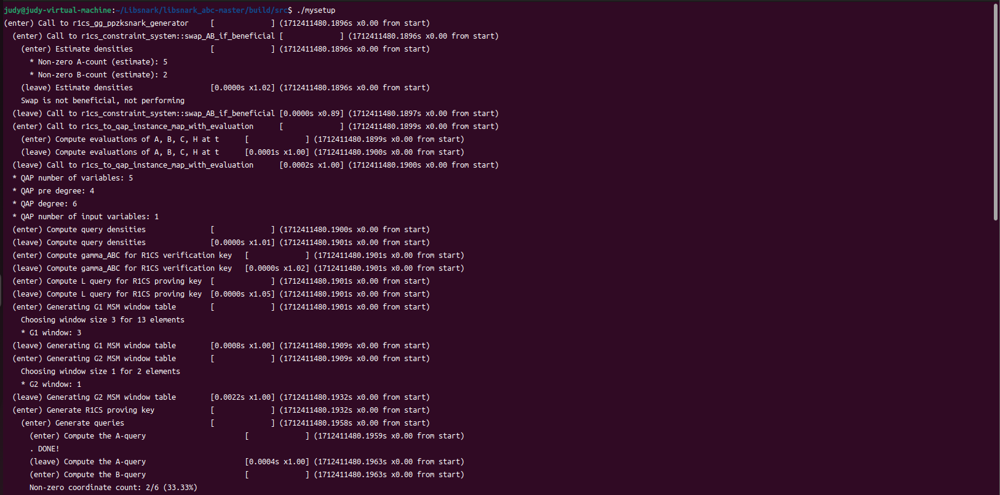 judy@judy-virtual-machine:~/Libsnark/libsnark_abc-master/build/src$ ./mysetup
(enter) Call to r1cs_gg_ppzksnark_generator     [             ] (1712411480.1896s x0.00 from start)
  (enter) Call to r1cs_constraint_system::swap_AB_if_beneficial [             ] (1712411480.1896s x0.00 from start)
    (enter) Estimate densities                  [             ] (1712411480.1896s x0.00 from start)
      * Non-zero A-count (estimate): 5
      * Non-zero B-count (estimate): 2
    (leave) Estimate densities                  [0.0000s x1.02] (1712411480.1896s x0.00 from start)
    Swap is not beneficial, not performing
  (leave) Call to r1cs_constraint_system::swap_AB_if_beneficial [0.0000s x0.89] (1712411480.1897s x0.00 from start)
  (enter) Call to r1cs_to_qap_instance_map_with_evaluation      [             ] (1712411480.1899s x0.00 from start)
    (enter) Compute evaluations of A, B, C, H at t      [             ] (1712411480.1899s x0.00 from start)
    (leave) Compute evaluations of A, B, C, H at t      [0.0001s x1.00] (1712411480.1900s x0.00 from start)
  (leave) Call to r1cs_to_qap_instance_map_with_evaluation      [0.0002s x1.00] (1712411480.1900s x0.00 from start)
  * QAP number of variables: 5
  * QAP pre degree: 4
  * QAP degree: 6
  * QAP number of input variables: 1
  (enter) Compute query densities               [             ] (1712411480.1900s x0.00 from start)
  (leave) Compute query densities               [0.0000s x1.01] (1712411480.1901s x0.00 from start)
  (enter) Compute gamma_ABC for R1CS verification key   [             ] (1712411480.1901s x0.00 from start)
  (leave) Compute gamma_ABC for R1CS verification key   [0.0000s x1.02] (1712411480.1901s x0.00 from start)
  (enter) Compute L query for R1CS proving key  [             ] (1712411480.1901s x0.00 from start)
  (leave) Compute L query for R1CS proving key  [0.0000s x1.05] (1712411480.1901s x0.00 from start)
  (enter) Generating G1 MSM window table        [             ] (1712411480.1901s x0.00 from start)
    Choosing window size 3 for 13 elements
    * G1 window: 3
  (leave) Generating G1 MSM window table        [0.0008s x1.00] (1712411480.1909s x0.00 from start)
  (enter) Generating G2 MSM window table        [             ] (1712411480.1909s x0.00 from start)
    Choosing window size 1 for 2 elements
    * G2 window: 1
  (leave) Generating G2 MSM window table        [0.0022s x1.00] (1712411480.1932s x0.00 from start)
  (enter) Generate R1CS proving key             [             ] (1712411480.1932s x0.00 from start)
    (enter) Generate queries                    [             ] (1712411480.1958s x0.00 from start)
      (enter) Compute the A-query                       [             ] (1712411480.1959s x0.00 from start)
      . DONE!
      (leave) Compute the A-query                       [0.0004s x1.00] (1712411480.1963s x0.00 from start)
      (enter) Compute the B-query                       [             ] (1712411480.1963s x0.00 from start)
      Non-zero coordinate count: 2/6 (33.33%)